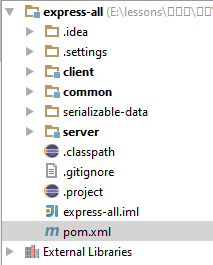 express-all (E:\lessons\
.idea
.settings
client
common
serializable-data
server
.classpath
.gitignore
.project
express-all.iml
pom.xml
External Libraries